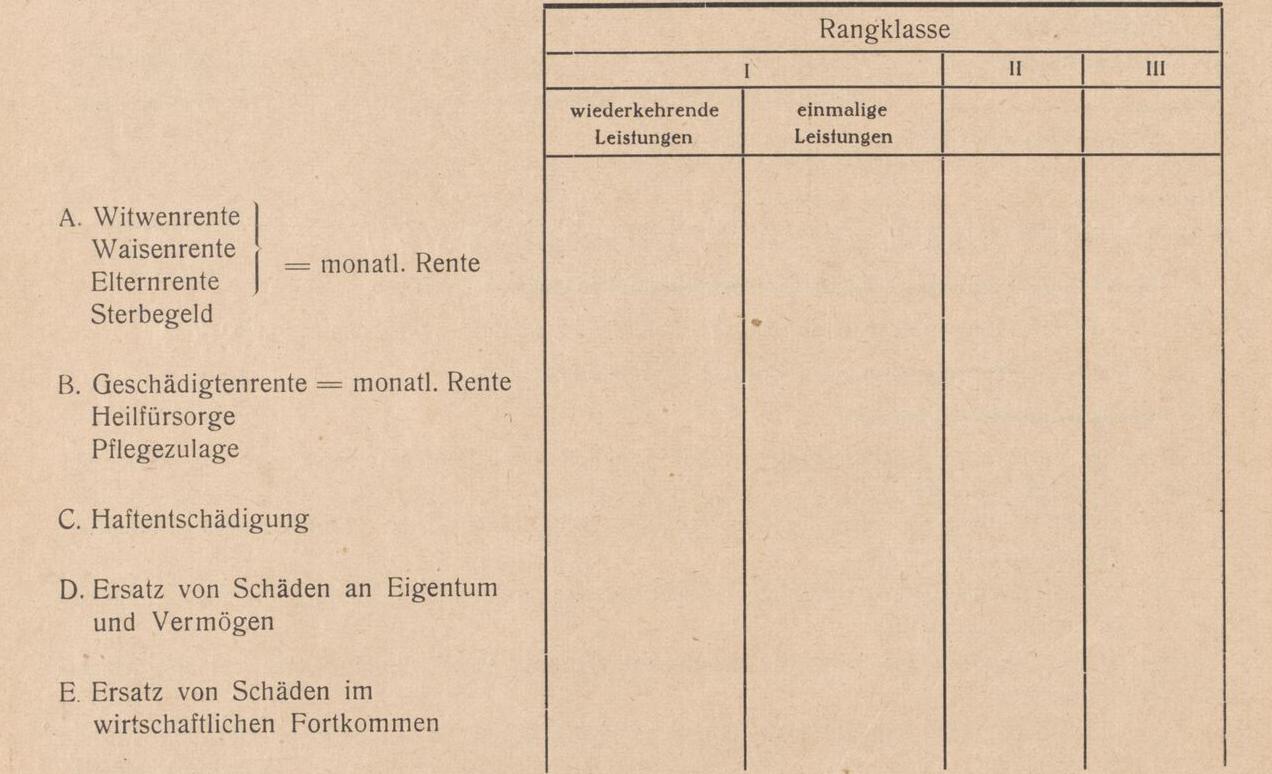 Rangklasse
I II III
wiederkehrende Leistungen einmalige Leistungen
A. Witwenrente
Waisenrente
Elternrente
= monatl. Rente
Sterbegeld
B. Geschädigtenrente = monatl. Rente
Heilfürsorge
Pflegezulage
C. Haftentschädigung
D. Ersatz von Schäden an Eigentum
und Vermögen
E. Ersatz von Schäden im
wirtschaftlichen Fortkommen